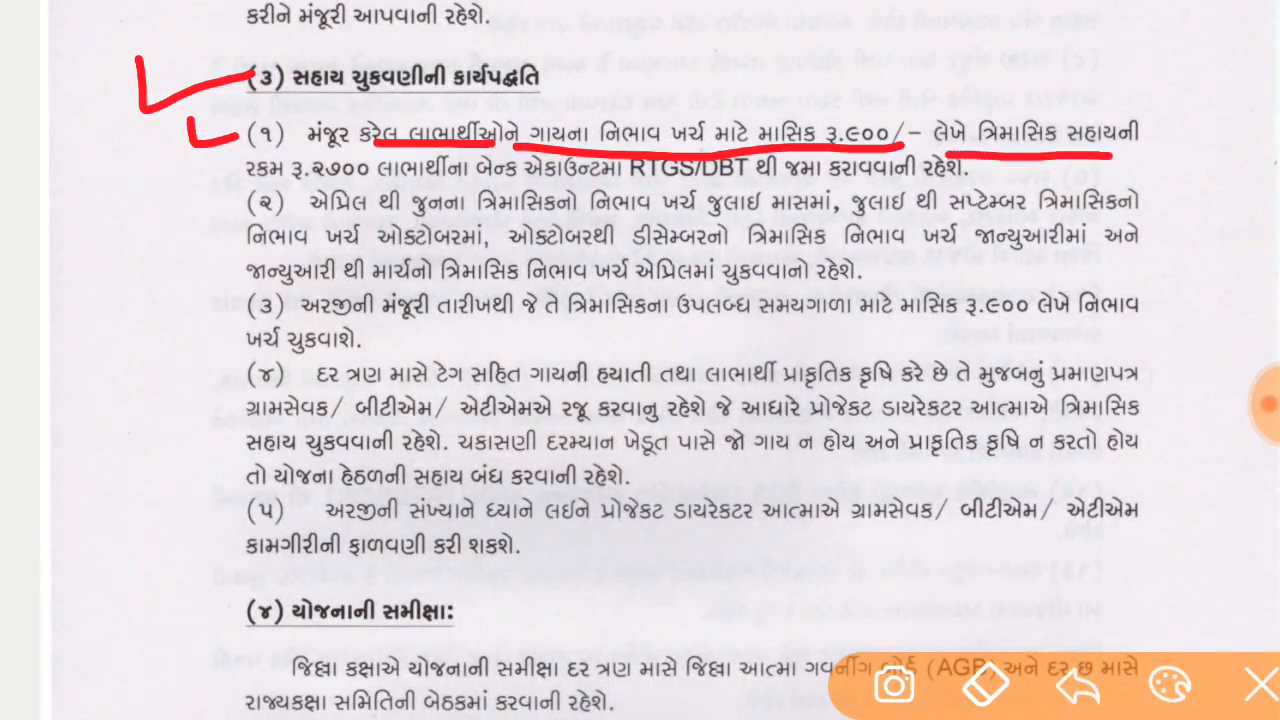 કરીને મંજૂરી આપવાની રહેશે.
(૩) સહાય ચુકવણીની કાર્યપદ્ધતિ
(૧) મંજૂર કરેલ લાભાર્થીઓને ગાયના નિભાવ ખર્ચ માટે માસિક રૂ.૯૦૦/- લેખે ત્રિમાસિક સહાયની
રકમ રૂ.૨૭૦૦ લાભાર્થીના બેન્ક એકાઉન્ટમા RTGS/DBT થી જમા કરાવવાની રહેશે.
(૨) એપ્રિલ થી જુનના ત્રિમાસિકનો નિભાવ ખર્ચ જુલાઇ માસમાં, જુલાઇ થી સપ્ટેમ્બર ત્રિમાસિકનો
નિભાવ ખર્ચ ઓક્ટોબરમાં, ઓક્ટોબરથી ડીસેમ્બરનો ત્રિમાસિક નિભાવ ખર્ચ જાન્યુઆરીમાં અને
જાન્યુઆરી થી માર્ચનો ત્રિમાસિક નિભાવ ખર્ચ એપ્રિલમાં ચુકવવાનો રહેશે.
(૩) અરજીના મંજૂરી તારીખથી જે તે ત્રિમાસિકના ઉપલબ્ધ સમયગાળા માટે માસિક રૂ.૯૦૦ લેખે નિભાવ
ખર્ચ ચુકવાશે.
(૪) દર ત્રણ માસે ટેગ સહિત ગાયની હયાતી તથા લાભાર્થી પ્રાકૃતિક કૃષિ કરે છે તે મુજબનું પ્રમાણપત્ર
ગ્રામસેવક/ બીટીએમ/ એટીએમએ રજૂ કરવાનુ રહેશે જે આધારે પ્રોજેક્ટ ડાયરેકટર આત્માએ ત્રિમાસિક
સહાય ચુકવવાની રહેશે. ચકાસણી દરમ્યાન ખેડૂત પાસે જો ગાય ન હોય અને પ્રાકૃતિક કૃષિ ન કરતો હોય
તો યોજના હેઠળની સહાય બંધ કરવાની રહેશે.
(૫) અરજીની સંખ્યાને ધ્યાને લઇને પ્રોજેકટ ડાયરેકટર આત્માએ ગ્રામસેવક/ બીટીએમ/ એટીએમ
કામગીરીની ફાળવણી કરી શકશે.
(૪) યોજનાની સમીક્ષા:
જિલ્લા કક્ષાએ યોજનાની સમીક્ષા દર ત્રણ માસે જિલ્લા આત્મા ગવર્નીંગ બોર્ડ (AGB) અને દર છ માસે
રાજ્યકક્ષા સમિતિની બેઠકમાં કરવાની રહેશે.